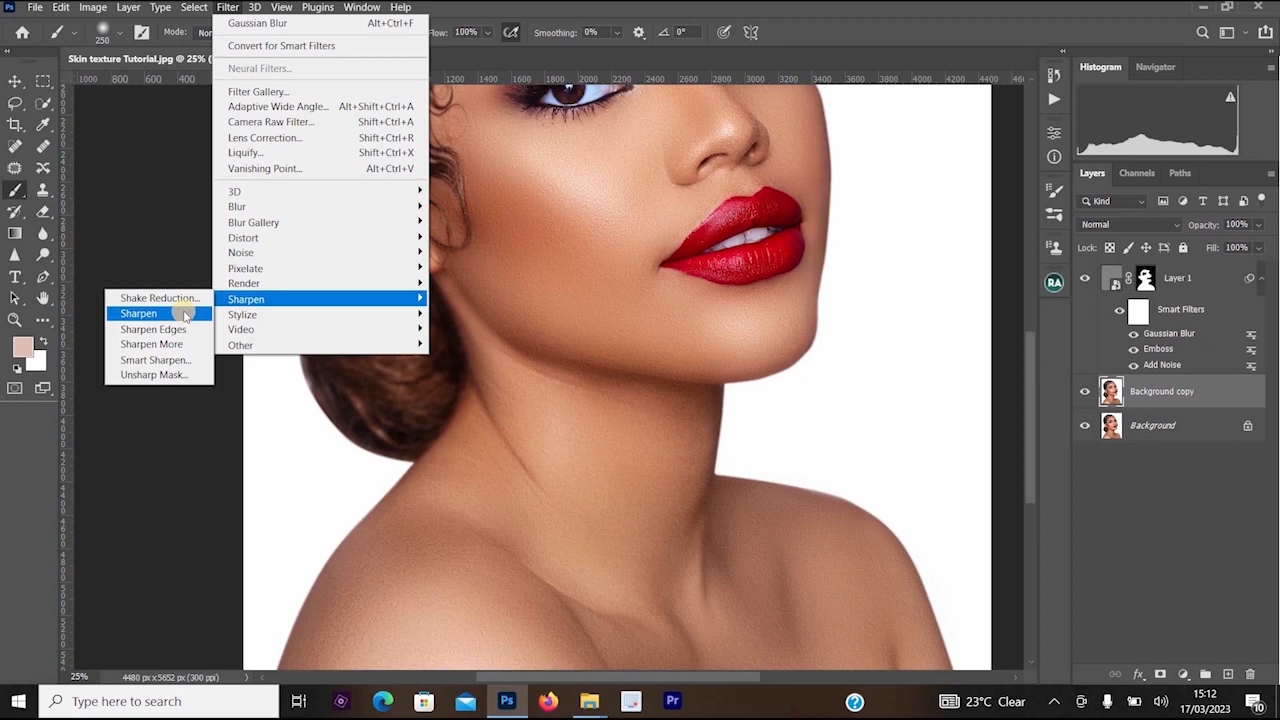 Ps File Edit Image Layer Type Select Filter 3D View Plugins Window Help
250 Mode: Flow: 100% Smoothing: 0% 0°
Skin texture Tutorial.jpg @ 25% (
Gaussian Blur Alt+Ctrl+F
Convert for Smart Filters
Neural Filters...
Filter Gallery...
Adaptive Wide Angle... Alt+Shift+Ctrl+A
Camera Raw Filter... Shift+Ctrl+A
Lens Correction... Shift+Ctrl+R
Liquify... Shift+Ctrl+X
Vanishing Point... Alt+Ctrl+V
3D
Blur
Blur Gallery
Distort
Noise
Pixelate
Render
Sharpen
Stylize
Video
Other
Shake Reduction...
Sharpen
Sharpen Edges
Sharpen More
Smart Sharpen...
Unsharp Mask...
1000 800 600 400 1200 1400 1600 1800 2000 2200 2400 2600 2800 3000 3200 3400 3600 3800 4000 4200 4400
Histogram Navigator
Layers Channels Paths
Kind
Normal Opacity: 100%
Lock: Fill: 100%
Layer 1
Smart Filters
Gaussian Blur
Emboss
Add Noise
Background copy
Background
RA
25% 4480 px x 5652 px (300 ppi)
Type here to search
Ps
Pr
23°C Clear
15:12
17/03/2023
10